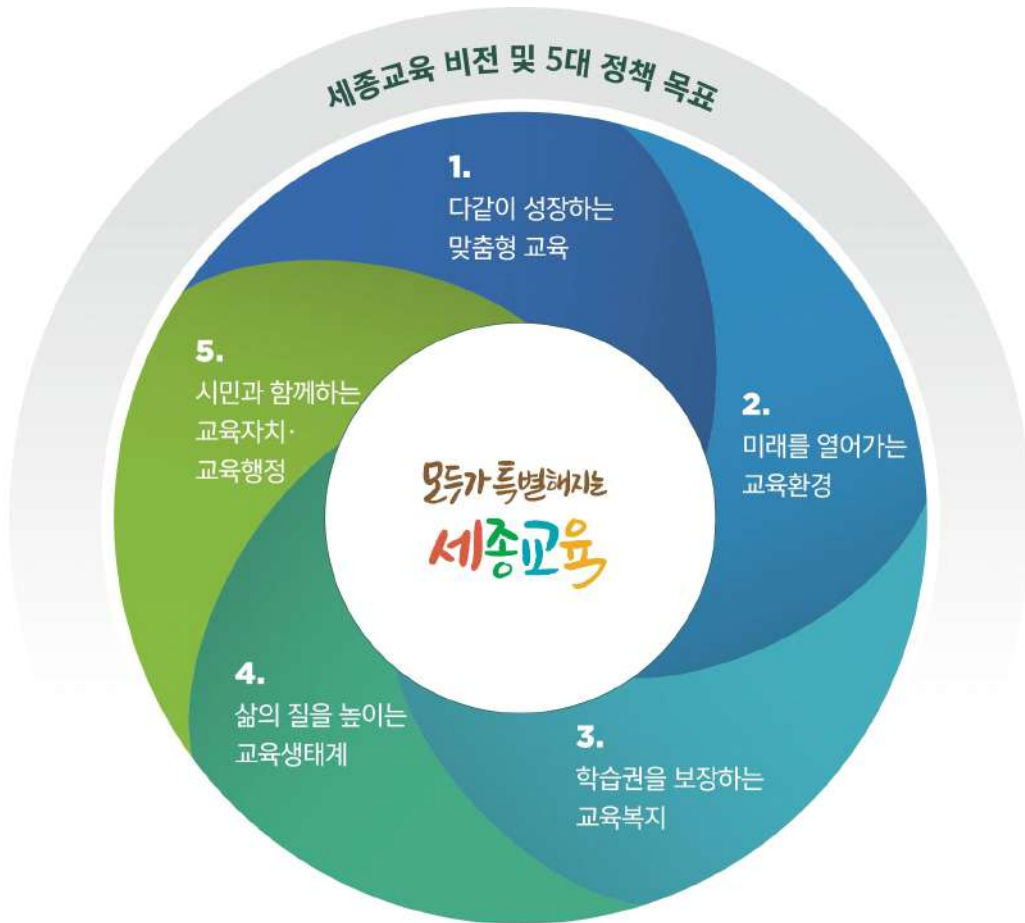 세종교육 비전 및 5대 정책 목표
1.
다같이 성장하는
맞춤형 교육
2.
미래를 열어가는
교육환경
3.
학습권을 보장하는
교육복지
4.
삶의 질을 높이는
교육생태계
5.
시민과 함께하는
교육자치·
교육행정
모두가 특별해지는
세종교육